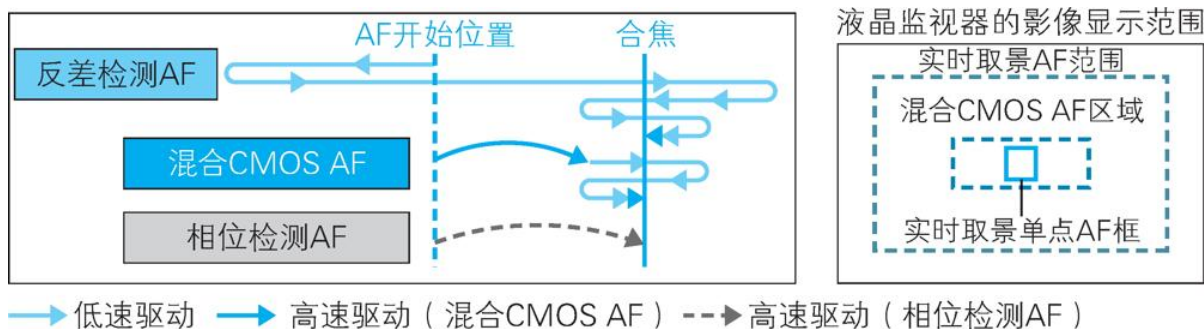 AF开始位置 合焦
反差检测AF
混合CMOS AF
相位检测AF
液晶监视器的影像显示范围
实时取景AF范围
混合CMOS AF区域
实时取景单点AF框
低速驱动 高速驱动（混合CMOS AF） 高速驱动（相位检测AF）